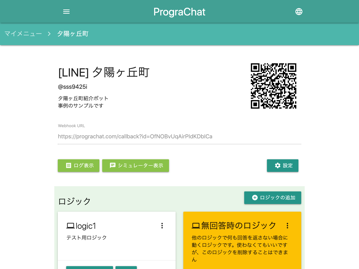 PrograChat
マイメニュー
夕陽ヶ丘町
[LINE] 夕陽ヶ丘町
@sss9425i
夕陽ヶ丘町紹介ボット
事例のサンプルです
Webhook URL
https://prograchat.com/callback?id=OfNOBvUqAirPldKDbiCa
ログ表示
シミュレーター表示
設定
ロジック
ロジックの追加
logic1
テスト用ロジック
無回答時のロジック
他のロジックで何も回答を返さない場合に
動くロジックです。使わなくてもいいです
が、このロジックを削除することはできま
せん